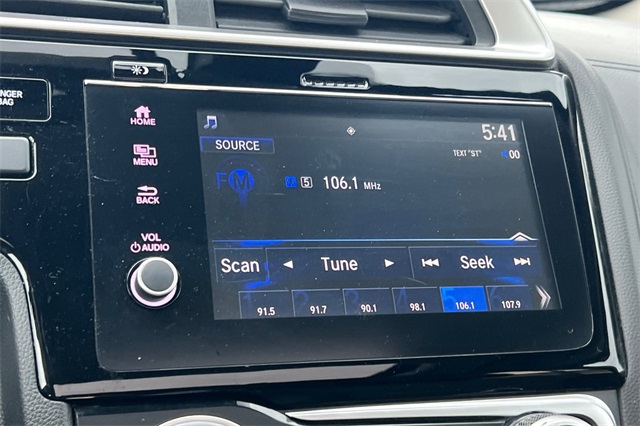 NGER
BAG
HOME
MENU
BACK
VOL
AUDIO
5:41
SOURCE
TEXT "ST"
00
FM
5 106.1 MHz
Scan Tune Seek
91.5 91.7 90.1 98.1 106.1 107.9